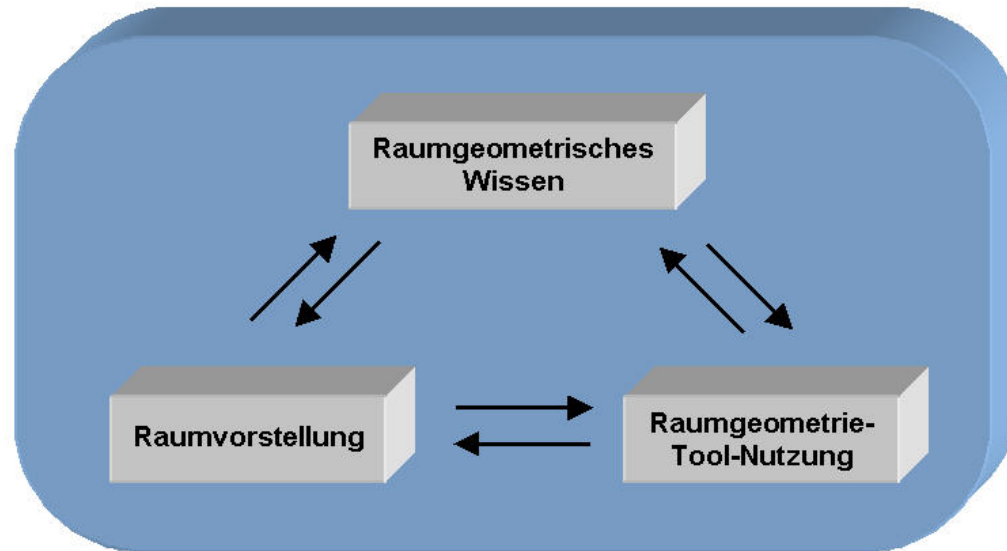 Raumgeometrisches
Wissen
Raumvorstellung
Raumgeometrie-
Tool-Nutzung